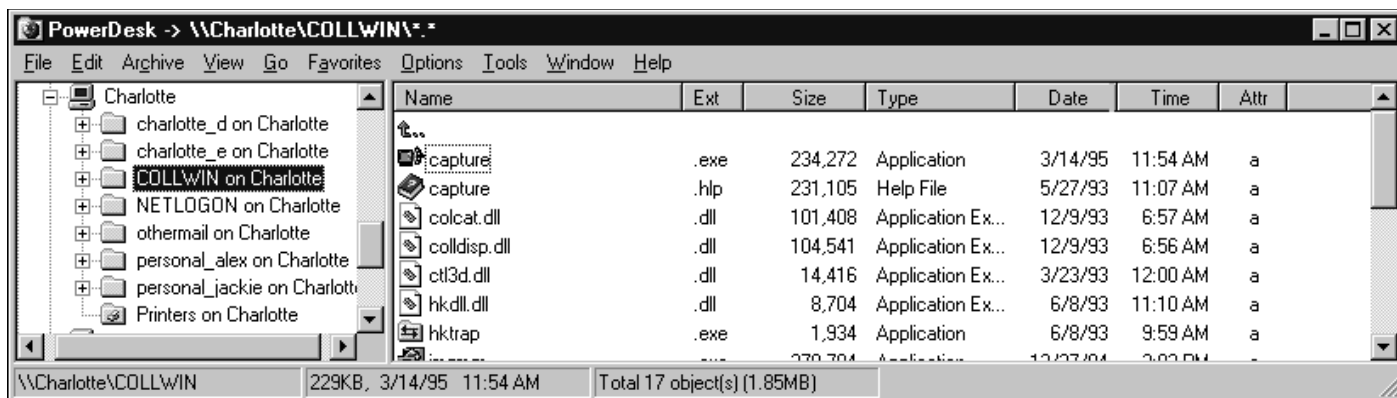 PowerDesk -> \\Charlotte\COLLWIN\*.*
File Edit Archive View Go Favorites Options Tools Window Help
Charlotte
charlotte_d on Charlotte
charlotte_e on Charlotte
COLLWIN on Charlotte
NETLOGON on Charlotte
othermail on Charlotte
personal_alex on Charlotte
personal_jackie on Charlott
Printers on Charlotte
Name Ext Size Type Date Time Attr
..
capture .exe 234,272 Application 3/14/95 11:54 AM a
capture .hlp 231,105 Help File 5/27/93 11:07 AM a
colcat.dll .dll 101,408 Application Ex... 12/9/93 6:57 AM a
colldisp.dll .dll 104,541 Application Ex... 12/9/93 6:56 AM a
ctl3d.dll .dll 14,416 Application Ex... 3/23/93 12:00 AM a
hkdll.dll .dll 8,704 Application Ex... 6/8/93 11:10 AM a
hktrap .exe 1,934 Application 6/8/93 9:59 AM a
\\Charlotte\COLLWIN 229KB, 3/14/95 11:54 AM Total 17 object(s) (1.85MB)